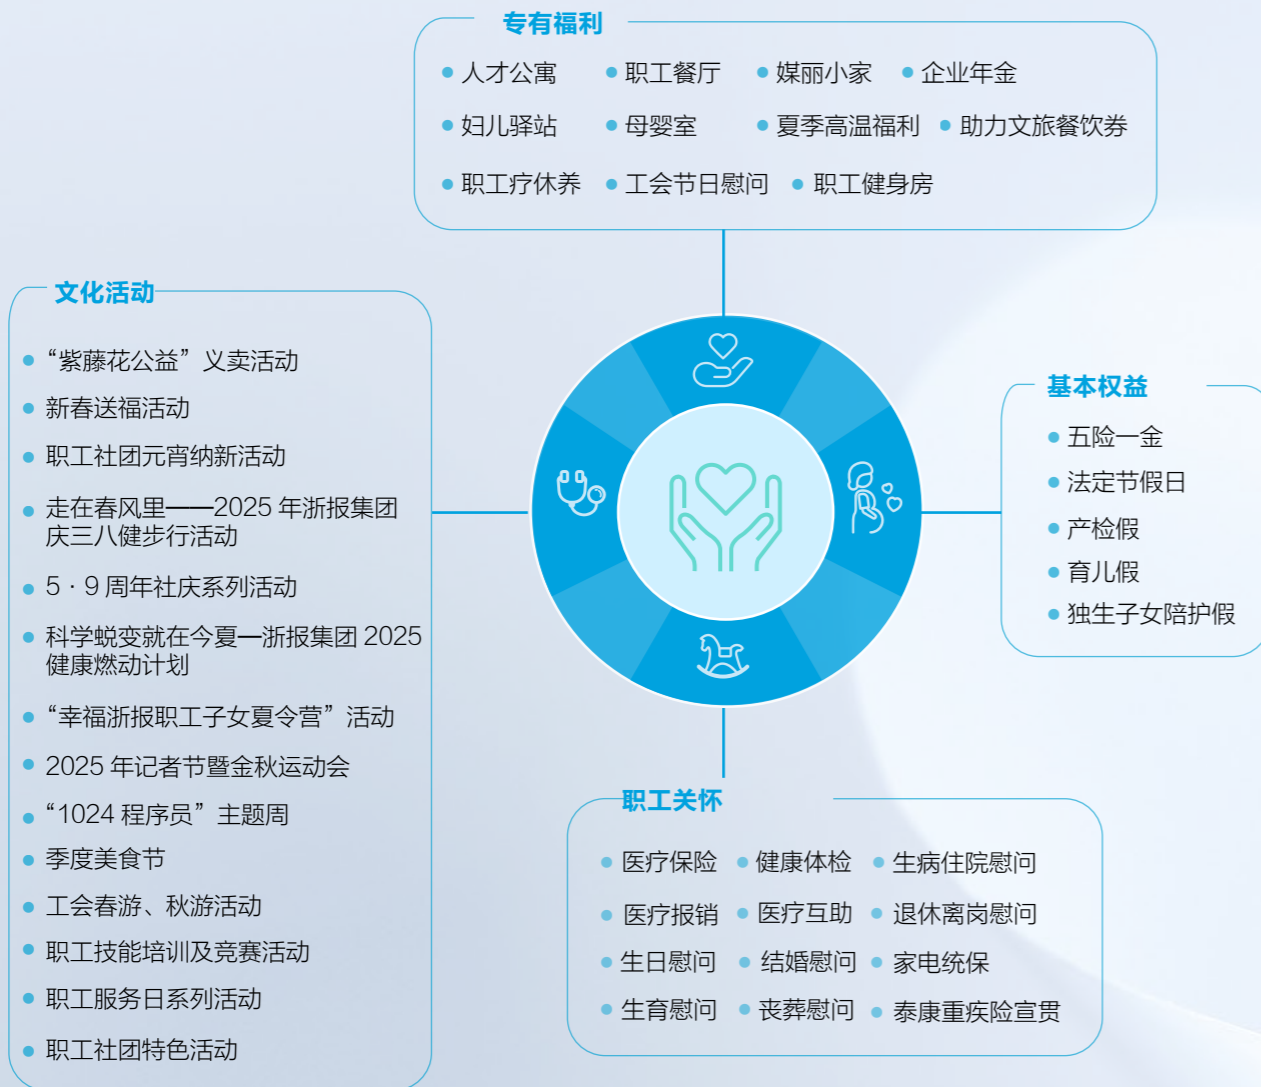 专有福利
人才公寓 职工餐厅 媒丽小家 企业年金
妇儿驿站 母婴室 夏季高温福利 助力文旅餐饮券
职工疗休养 工会节日慰问 职工健身房
文化活动
“紫藤花公益”义卖活动
新春送福活动
职工社团元宵纳新活动
走在春风里——2025 年浙报集团
庆三八健步行活动
5 · 9 周年社庆系列活动
科学蜕变就在今夏—浙报集团 2025
健康燃动计划
“幸福浙报职工子女夏令营”活动
2025 年记者节暨金秋运动会
“1024 程序员”主题周
季度美食节
工会春游、秋游活动
职工技能培训及竞赛活动
职工服务日系列活动
职工社团特色活动
基本权益
五险一金
法定节假日
产检假
育儿假
独生子女陪护假
职工关怀
医疗保险 健康体检 生病住院慰问
医疗报销 医疗互助 退休离岗慰问
生日慰问 结婚慰问 家电统保
生育慰问 丧葬慰问 泰康重疾险宣贯